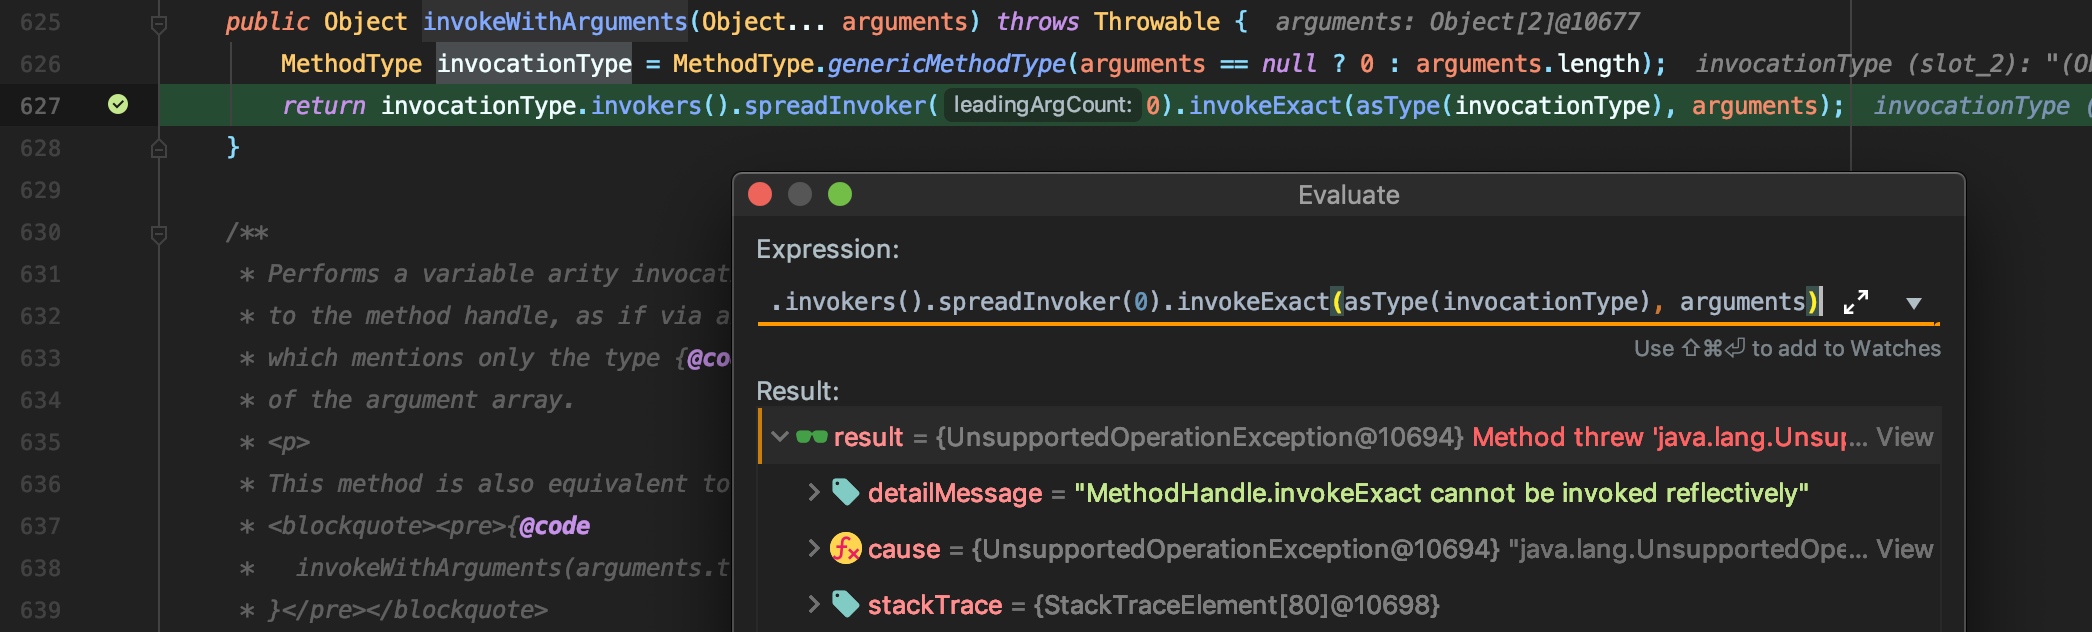 625 public Object invokeWithArguments(Object... arguments) throws Throwable { arguments: Object[2]@10677
626 MethodType invocationType = MethodType.genericMethodType(arguments == null ? 0 : arguments.length); invocationType (slot_2): "(Ob
627 return invocationType.invokers().spreadInvoker( leadingArgCount: 0).invokeExact(asType(invocationType), arguments); invocationType (
628 }
629
630 /**
631 * Performs a variable arity invocat
632 * to the method handle, as if via a
633 * which mentions only the type {@co
634 * of the argument array.
635 * <p>
636 * This method is also equivalent to
637 * <blockquote><pre>{@code
638 * invokeWithArguments(arguments.t
639 * }</pre></blockquote>
Evaluate
Expression:
.invokers().spreadInvoker(0).invokeExact(asType(invocationType), arguments)
Use ⇧⌘⏎ to add to Watches
Result:
result = {UnsupportedOperationException@10694} Method threw 'java.lang.Unsup... View
detailMessage = "MethodHandle.invokeExact cannot be invoked reflectively"
cause = {UnsupportedOperationException@10694} "java.lang.UnsupportedOpe... View
stackTrace = {StackTraceElement[80]@10698}